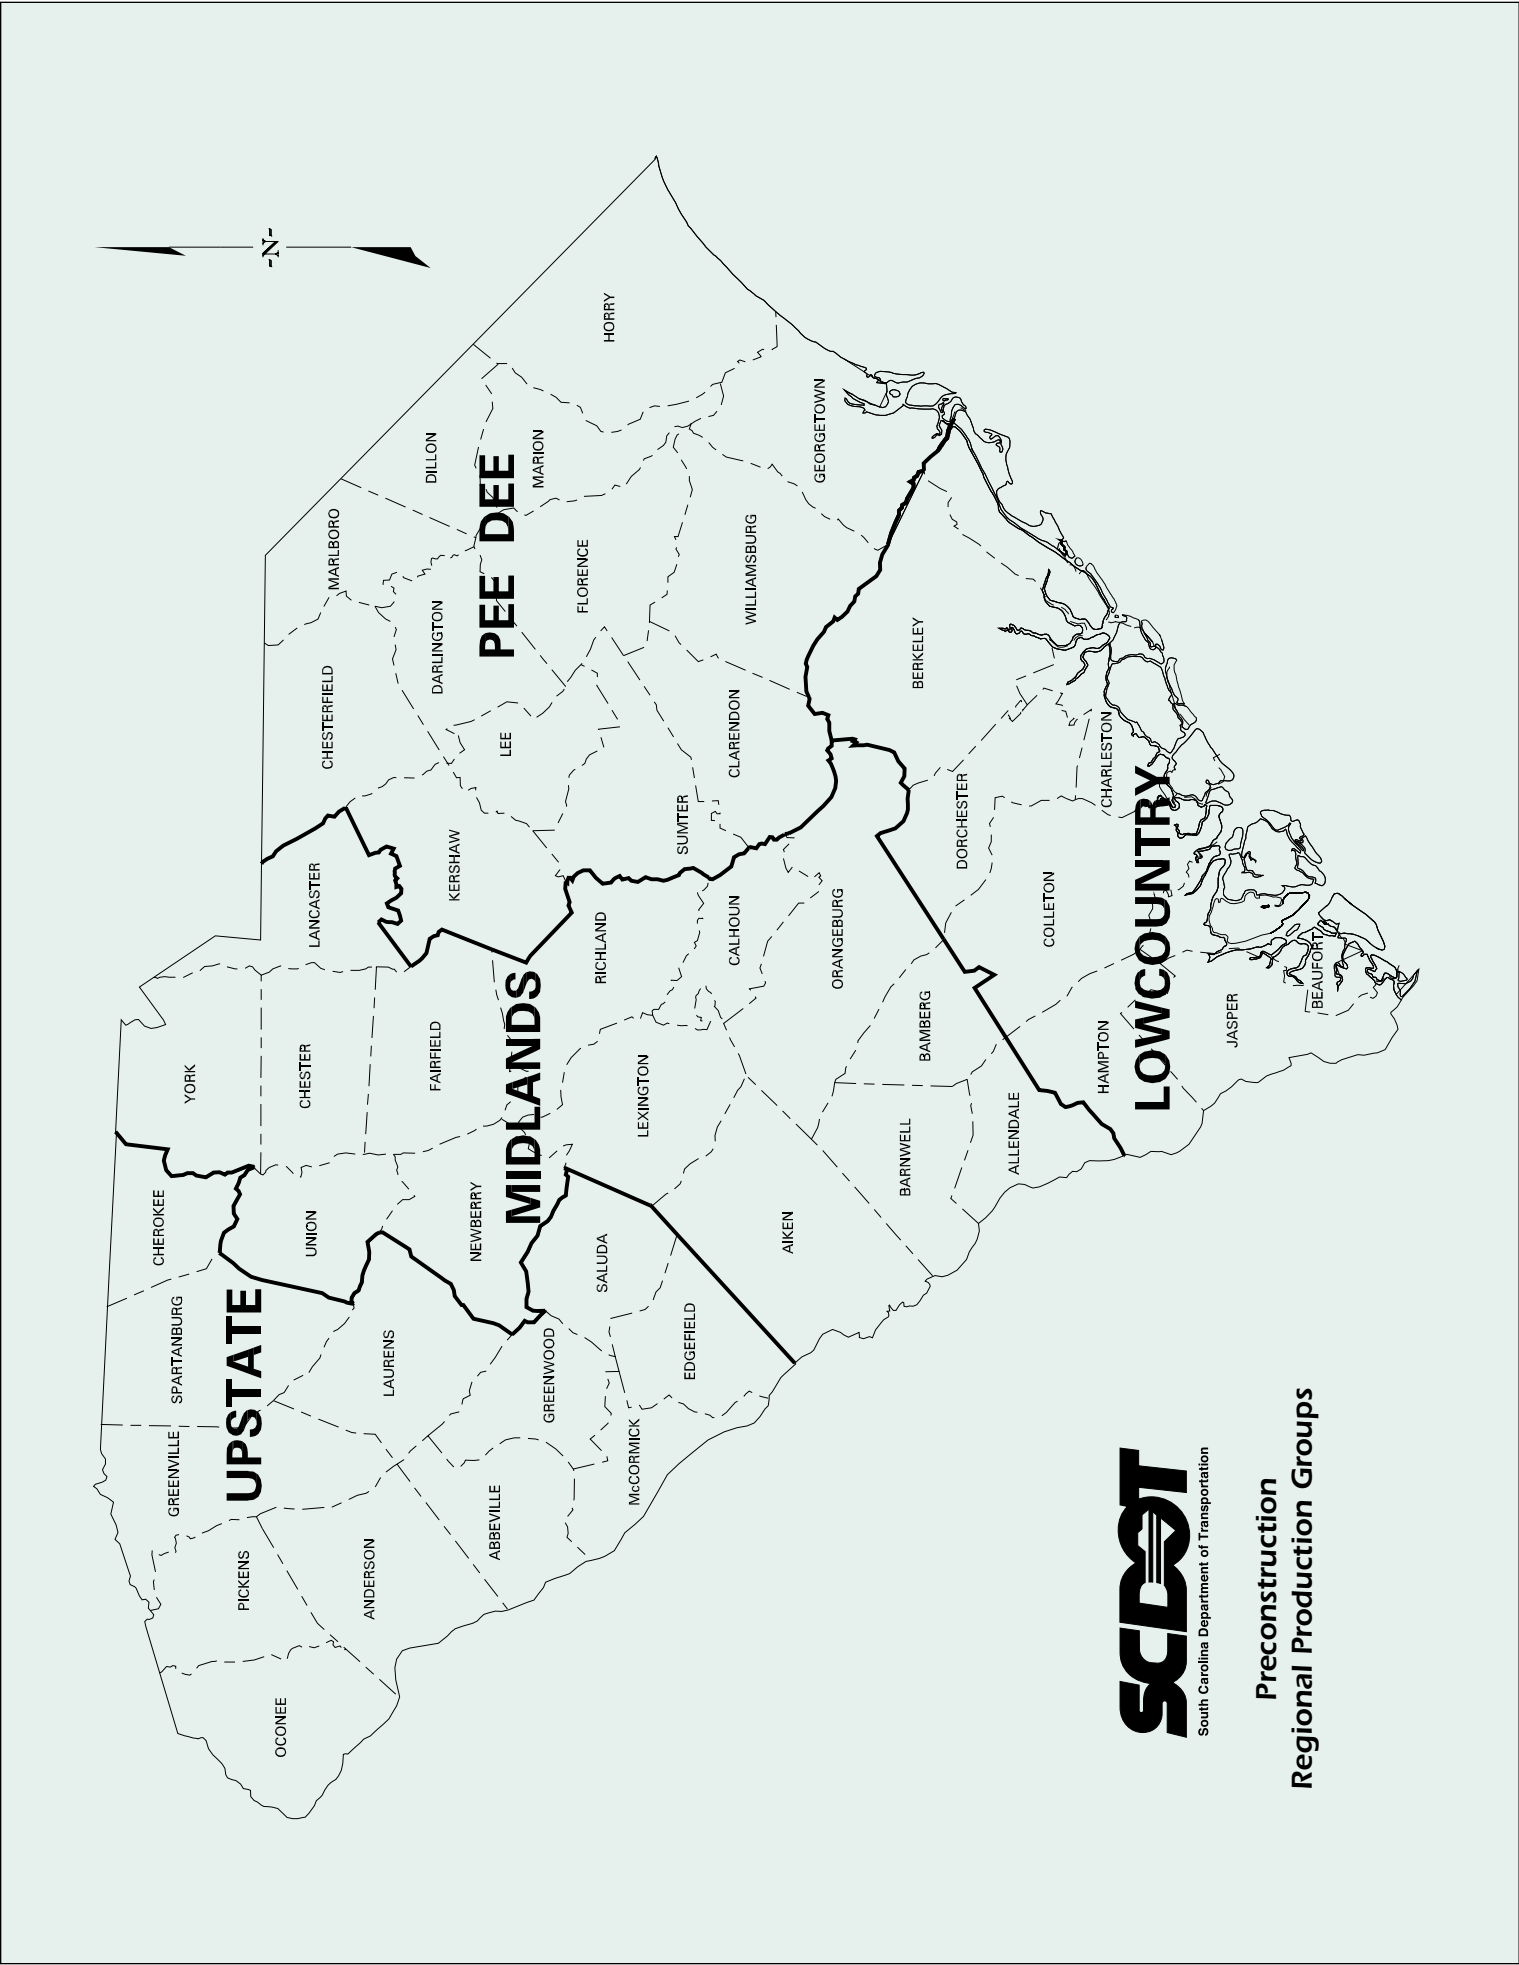 -N-
CHEROKEE
YORK
SPARTANBURG
GREENVILLE
UPSTATE
PICKENS
OCONEE
UNION
CHESTER
LANCASTER
CHESTERFIELD
MARLBORO
ANDERSON
LAURENS
FAIRFIELD
KERSHAW
DARLINGTON
DILLON
PEE DEE
MARION
LEE
FLORENCE
HORRY
ABBEVILLE
GREENWOOD
NEWBERRY
MIDLANDS
McCORMICK
SALUDA
LEXINGTON
RICHLAND
SUMTER
EDGEFIELD
CALHOUN
CLARENDON
WILLIAMSBURG
GEORGETOWN
AIKEN
ORANGEBURG
BARNWELL
BAMBERG
BERKELEY
DORCHESTER
ALLENDALE
COLLETON
HAMPTON
CHARLESTON
LOWCOUNTRY
JASPER
BEAUFORT
SCDOT
South Carolina Department of Transportation
Preconstruction
Regional Production Groups